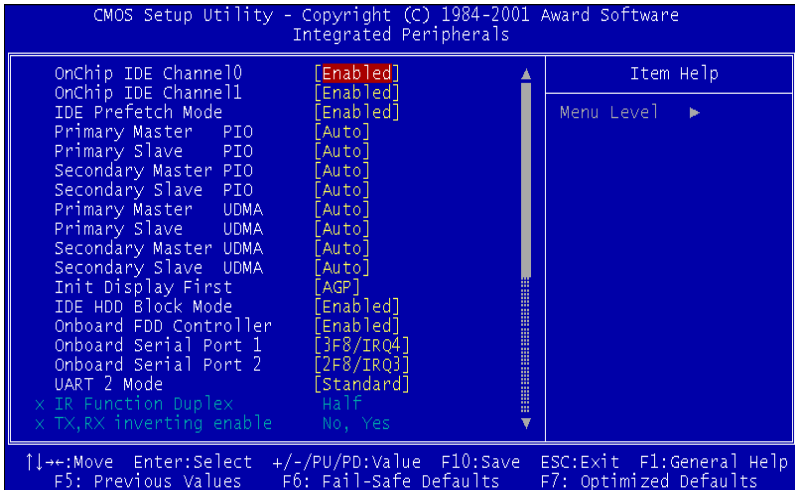 CMOS Setup Utility - Copyright (C) 1984-2001 Award Software
Integrated Peripherals
OnChip IDE Channel0 [Enabled]
OnChip IDE Channel1 [Enabled]
IDE Prefetch Mode [Enabled]
Primary Master PIO [Auto]
Primary Slave PIO [Auto]
Secondary Master PIO [Auto]
Secondary Slave PIO [Auto]
Primary Master UDMA [Auto]
Primary Slave UDMA [Auto]
Secondary Master UDMA [Auto]
Secondary Slave UDMA [Auto]
Init Display First [AGP]
IDE HDD Block Mode [Enabled]
Onboard FDD Controller [Enabled]
Onboard Serial Port 1 [3F8/IRQ4]
Onboard Serial Port 2 [2F8/IRQ3]
UART 2 Mode [Standard]
x IR Function Duplex Half
x TX,RX inverting enable No, Yes
Item Help
Menu Level ►
↑↓→←:Move Enter:Select +/-/PU/PD:Value F10:Save ESC:Exit F1:General Help
F5: Previous Values F6: Fail-Safe Defaults F7: Optimized Defaults